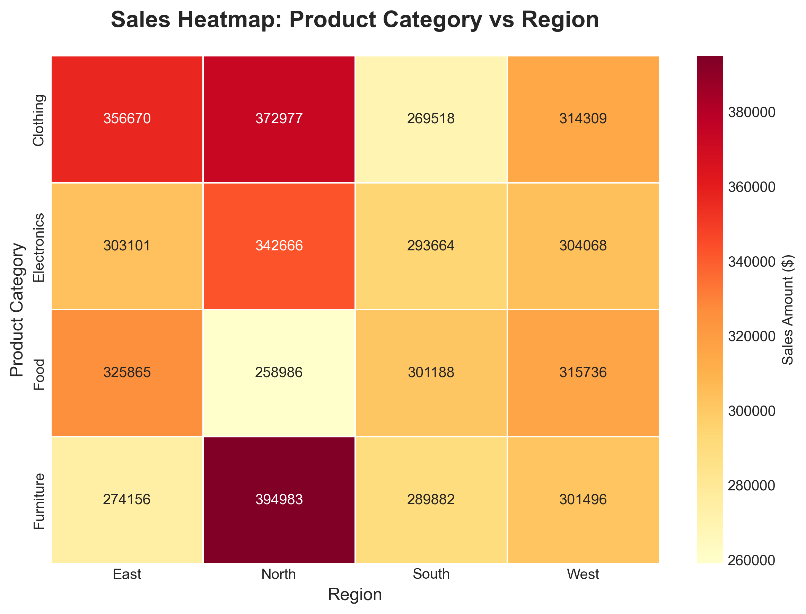 Sales Heatmap: Product Category vs Region
Product Category
Clothing
356670 372977 269518 314309
Electronics
303101 342666 293664 304068
Food
325865 258986 301188 315736
Furniture
274156 394983 289882 301496
East North South West
Region
380000
360000
340000
320000
300000
280000
260000
Sales Amount ($)